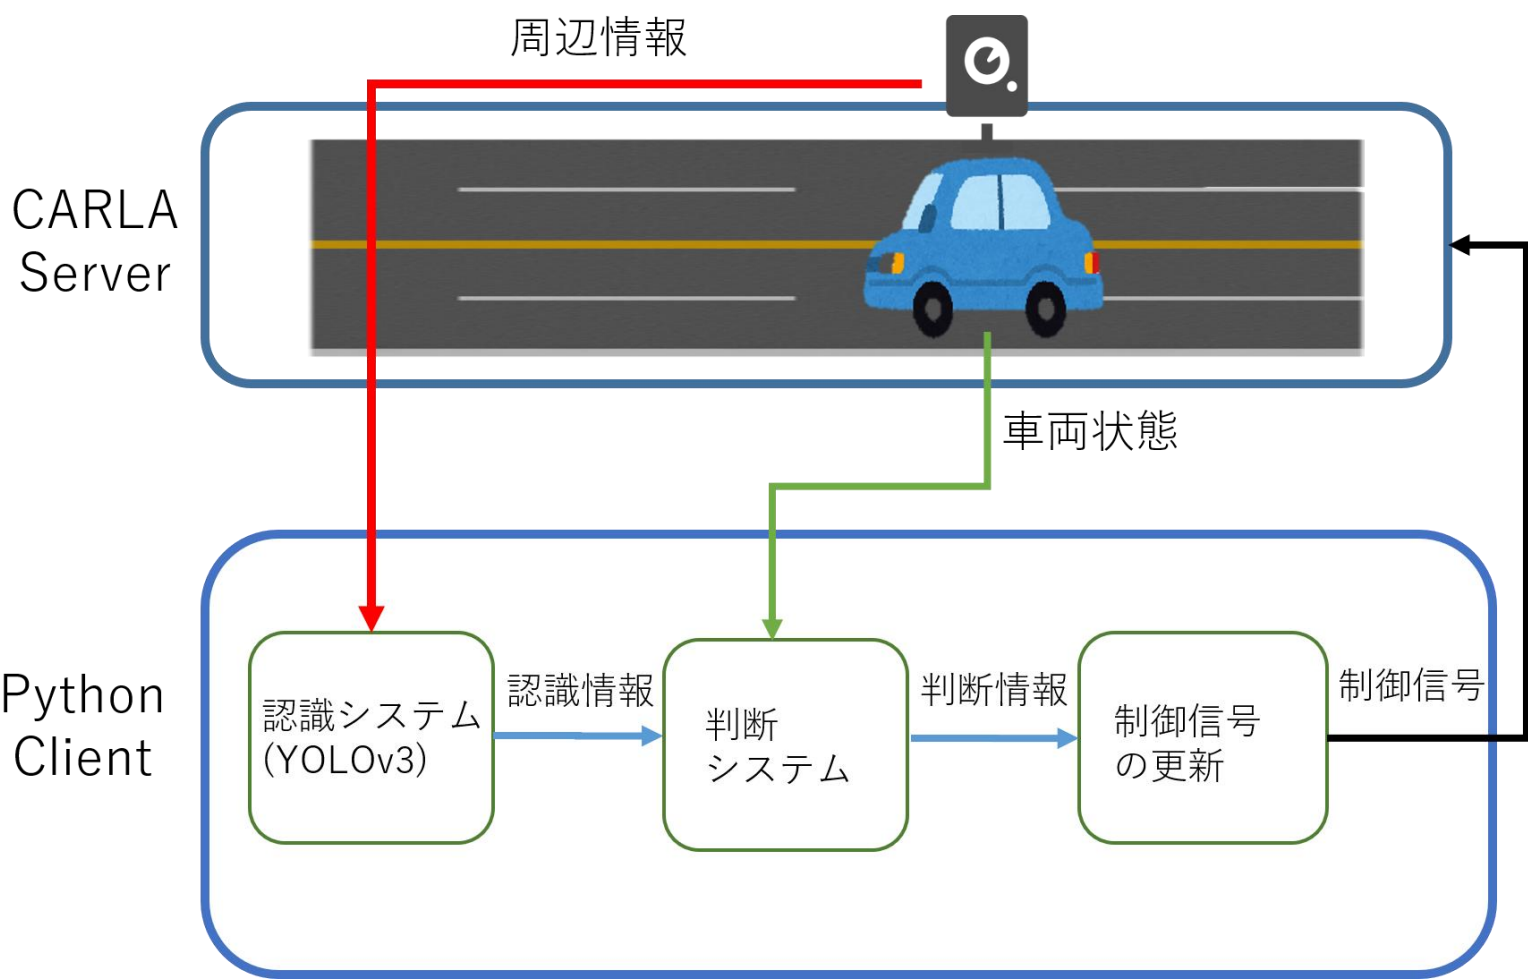 周辺情報
CARLA
Server
車両状態
Python
Client
認識システム
(YOLOv3)
認識情報
判断
システム
判断情報
制御信号
の更新
制御信号